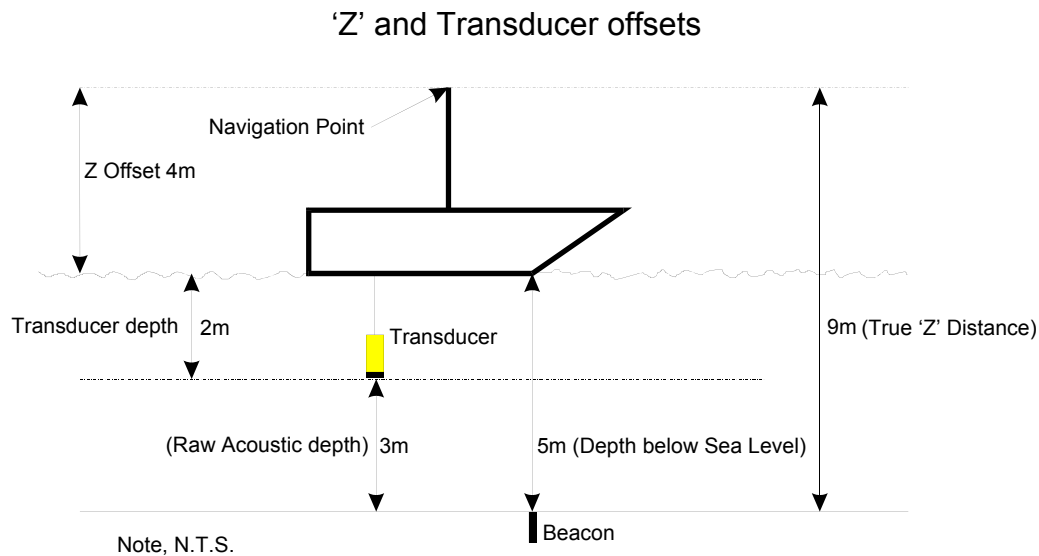 ‘Z’ and Transducer offsets
Navigation Point
Z Offset 4m
Transducer depth 2m
Transducer
9m (True ‘Z’ Distance)
(Raw Acoustic depth) 3m
5m (Depth below Sea Level)
Beacon
Note, N.T.S.